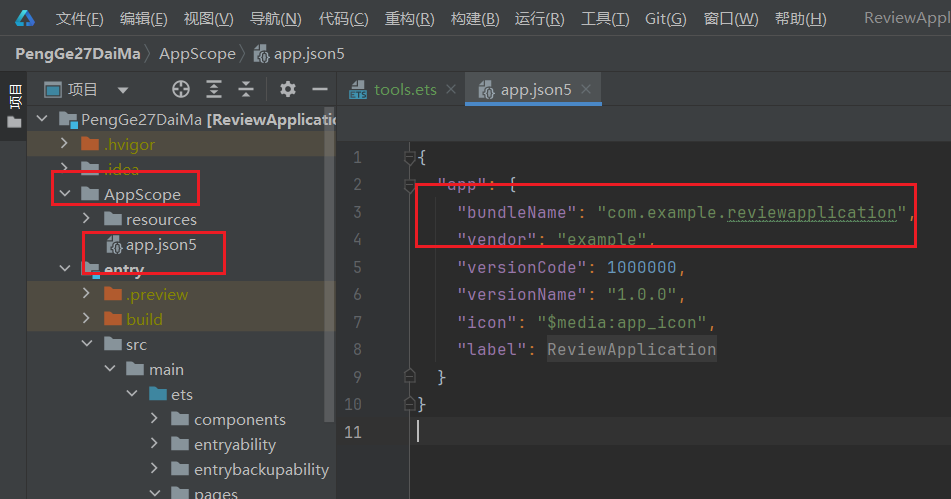 文件(F) 编辑(E) 视图(V) 导航(N) 代码(C) 重构(R) 构建(B) 运行(R) 工具(T) Git(G) 窗口(W) 帮助(H) ReviewAppl
PengGe27DaiMa AppScope app.json5
项目
项目
tools.ets
app.json5
PengGe27DaiMa [ReviewApplicatio
.hvigor
.idea
AppScope
resources
app.json5
entry
.preview
build
src
main
ets
components
entryability
entrybackupability
pages
1 {
2 "app": {
3 "bundleName": "com.example.reviewapplication",
4 "vendor": "example",
5 "versionCode": 1000000,
6 "versionName": "1.0.0",
7 "icon": "$media:app_icon",
8 "label": ReviewApplication
9 }
10 }
11